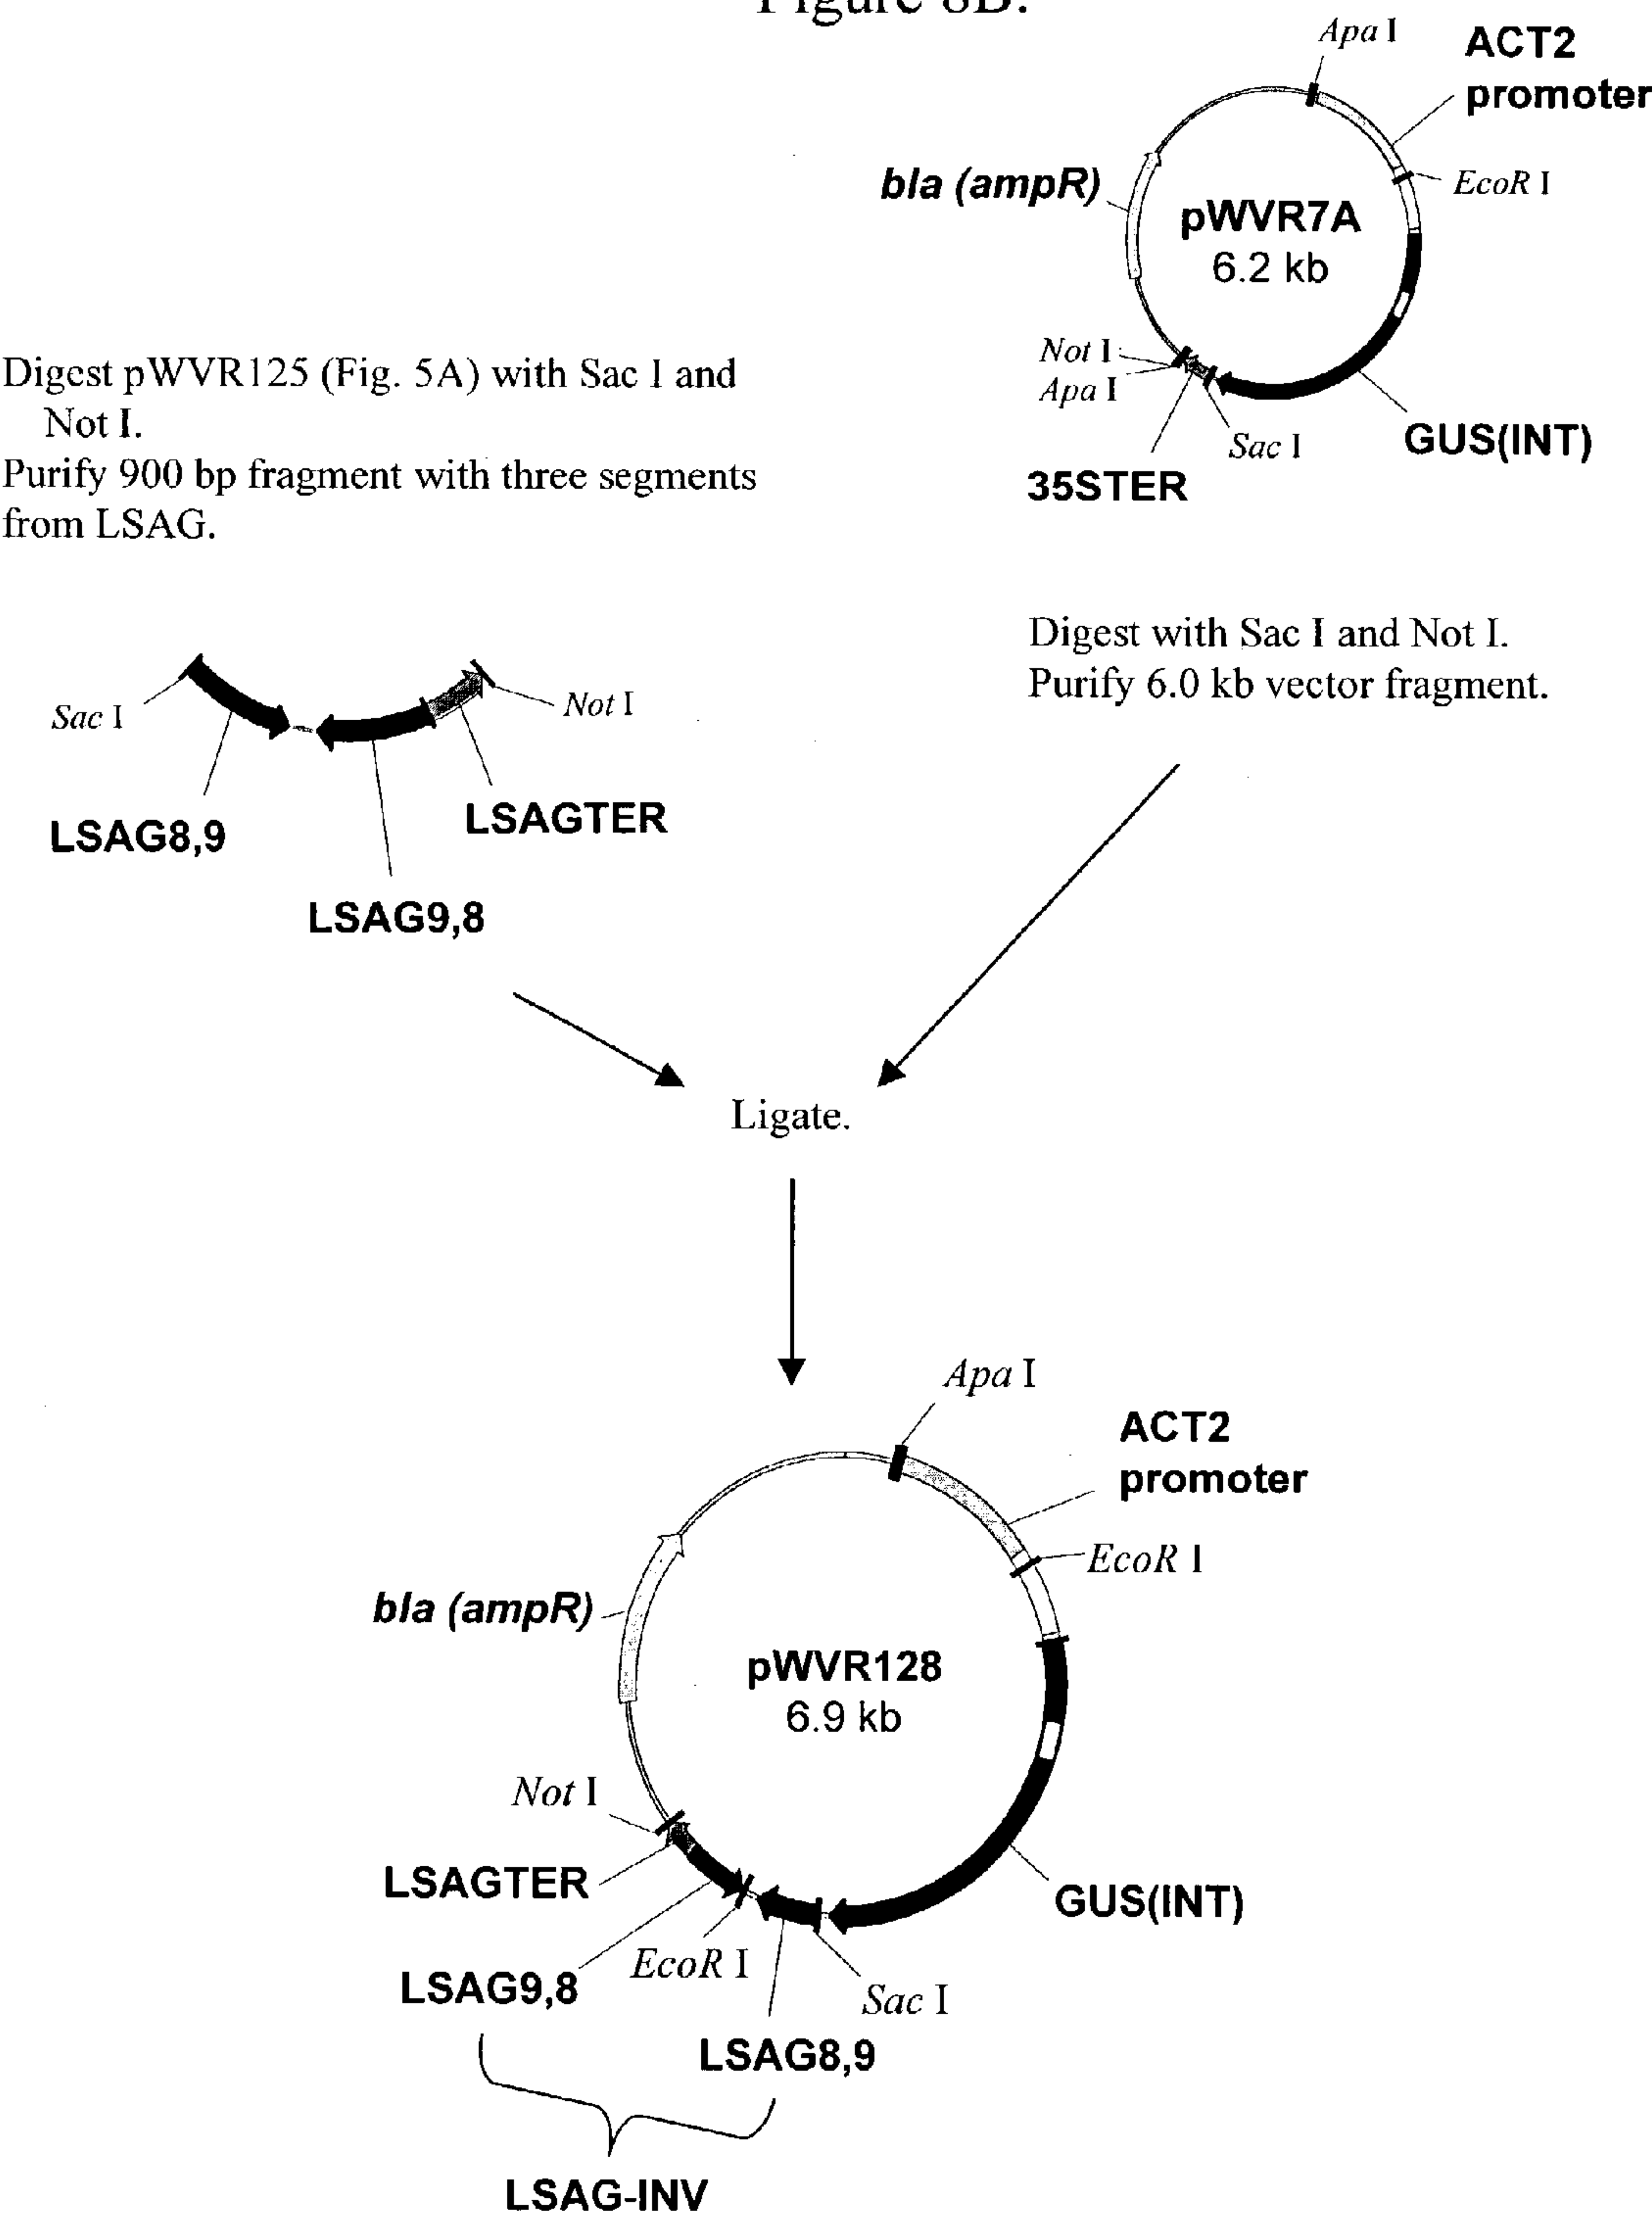 Figure 8B.
Apa I
ACT2
promoter
bla (ampR)
EcoR I
pWVR7A
6.2 kb
Not I
Apa I
Sac I
GUS(INT)
35STER
Digest pWVR125 (Fig. 5A) with Sac I and
Not I.
Purify 900 bp fragment with three segments
from LSAG.
Digest with Sac I and Not I.
Purify 6.0 kb vector fragment.
Sac I
Not I
LSAG8,9
LSAGTER
LSAG9,8
Ligate.
Apa I
ACT2
promoter
EcoR I
bla (ampR)
pWVR128
6.9 kb
Not I
LSAGTER
GUS(INT)
EcoR I
LSAG9,8
Sac I
LSAG8,9
LSAG-INV